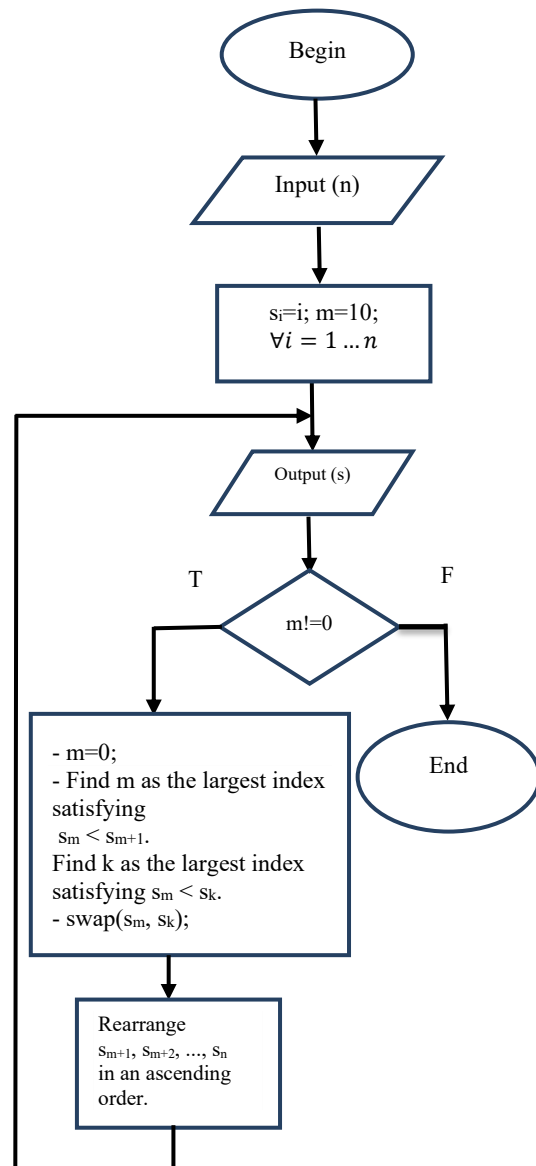 Begin
Input (n)
sᵢ=i; m=10;
∀𝑖 = 1 … 𝑛
Output (s)
T
F
m!=0
- m=0;
- Find m as the largest index
satisfying
sₘ < sₘ₊₁.
Find k as the largest index
satisfying sₘ < sₖ.
- swap(sₘ, sₖ);
End
Rearrange
sₘ₊₁, sₘ₊₂, ..., sₙ
in an ascending
order.